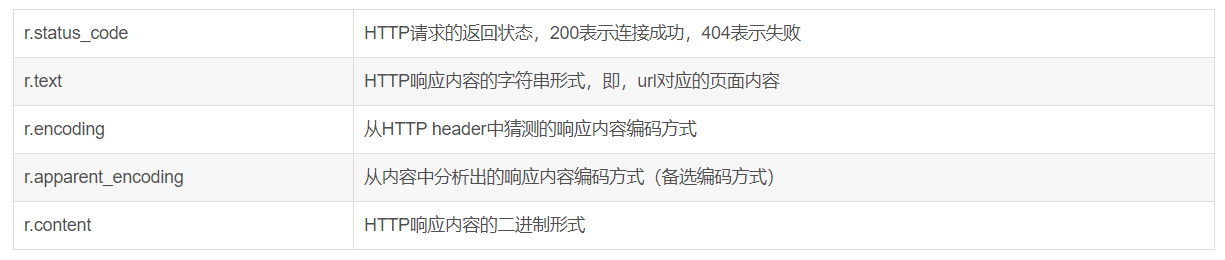 r.status_code HTTP请求的返回状态，200表示连接成功，404表示失败
r.text HTTP响应内容的字符串形式，即，url对应的页面内容
r.encoding 从HTTP header中猜测的响应内容编码方式
r.apparent_encoding 从内容中分析出的响应内容编码方式（备选编码方式）
r.content HTTP响应内容的二进制形式